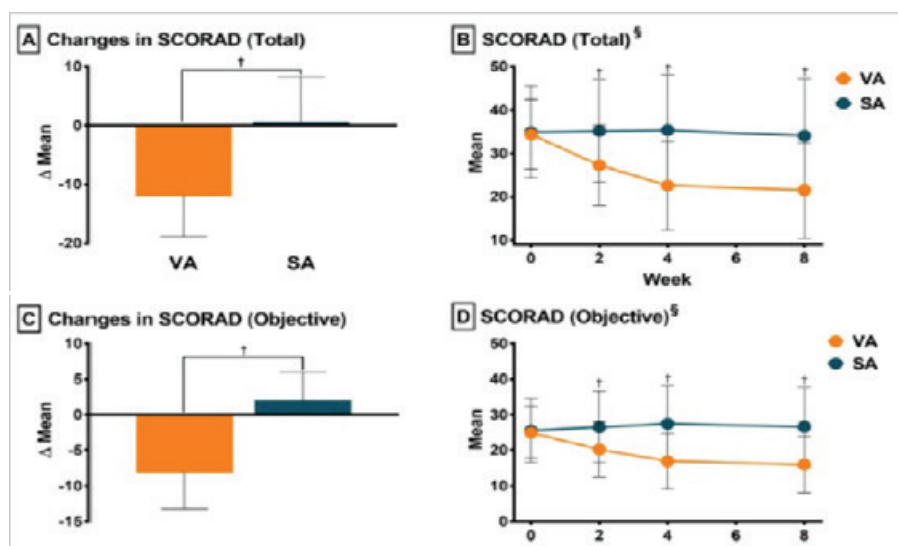 A Changes in SCORAD (Total)
10
0
-10
-20
Δ Mean
†
VA SA
B SCORAD (Total)§
50
40
30
20
10
Mean
† † †
VA
SA
0 2 4 6 8
Week
C Changes in SCORAD (Objective)
10
5
0
-5
-10
-15
Δ Mean
†
D SCORAD (Objective)§
50
40
30
20
10
0
Mean
† † †
VA
SA
0 2 4 6 8